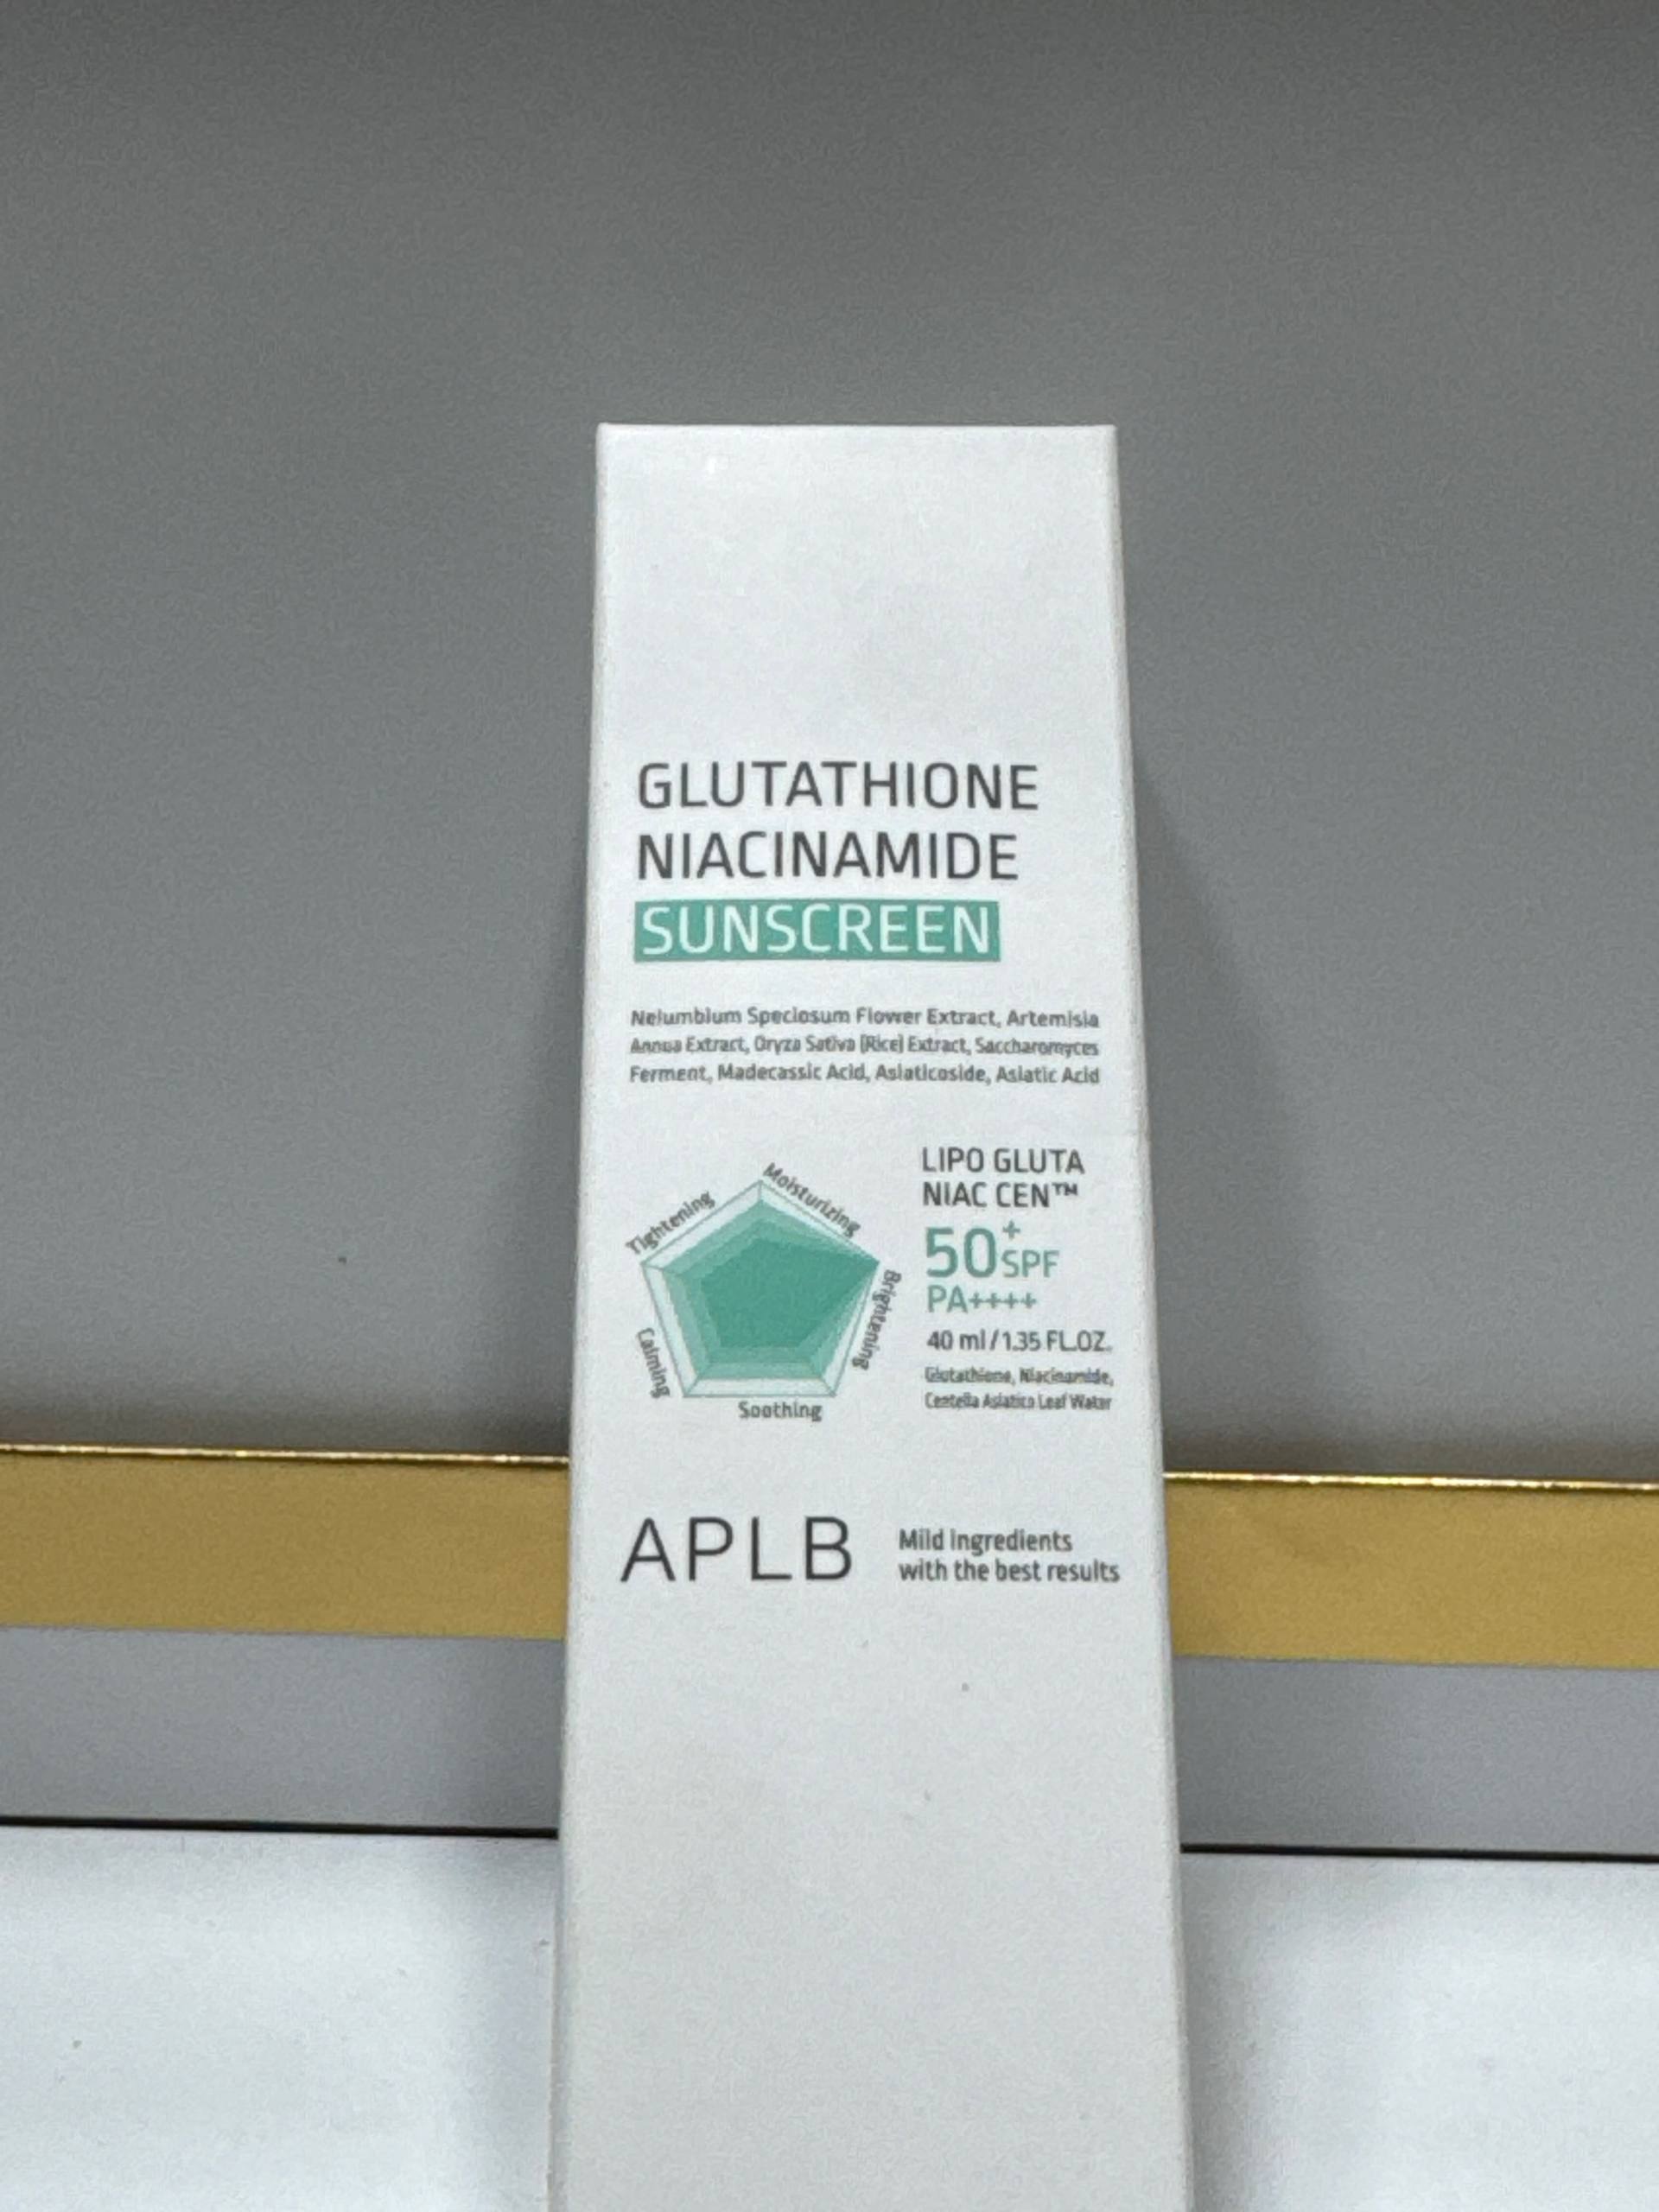 GLUTATHIONE
NIACINAMIDE
SUNSCREEN
Nelumbium Speciosum Flower Extract, Artemisia
Annua Extract, Oryza Sativa (Rice) Extract, Saccharomyces
Ferment, Madecassic Acid, Asiaticoside, Asiatic Acid
Moisturizing
Tightening
Brightening
Calming
Soothing
LIPO GLUTA
NIAC CEN™
50+ SPF
PA++++
40 ml / 1.35 FL.OZ.
Glutathione, Niacinamide,
Centella Asiatica Leaf Water
APLB
Mild ingredients
with the best results